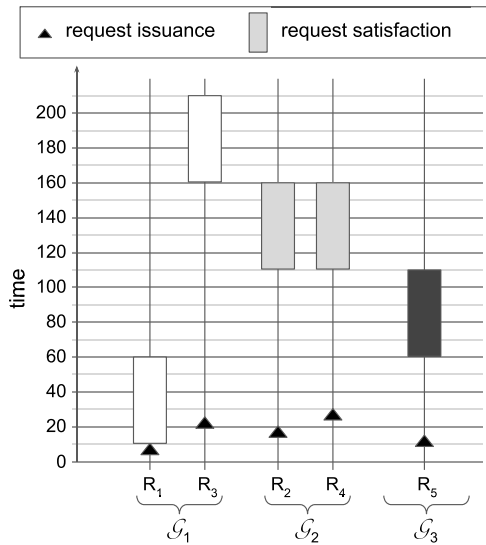 request issuance request satisfaction
time
200
180
160
140
120
100
80
60
40
20
0
R₁ R₃ R₂ R₄ R₅
𝒢₁ 𝒢₂ 𝒢₃